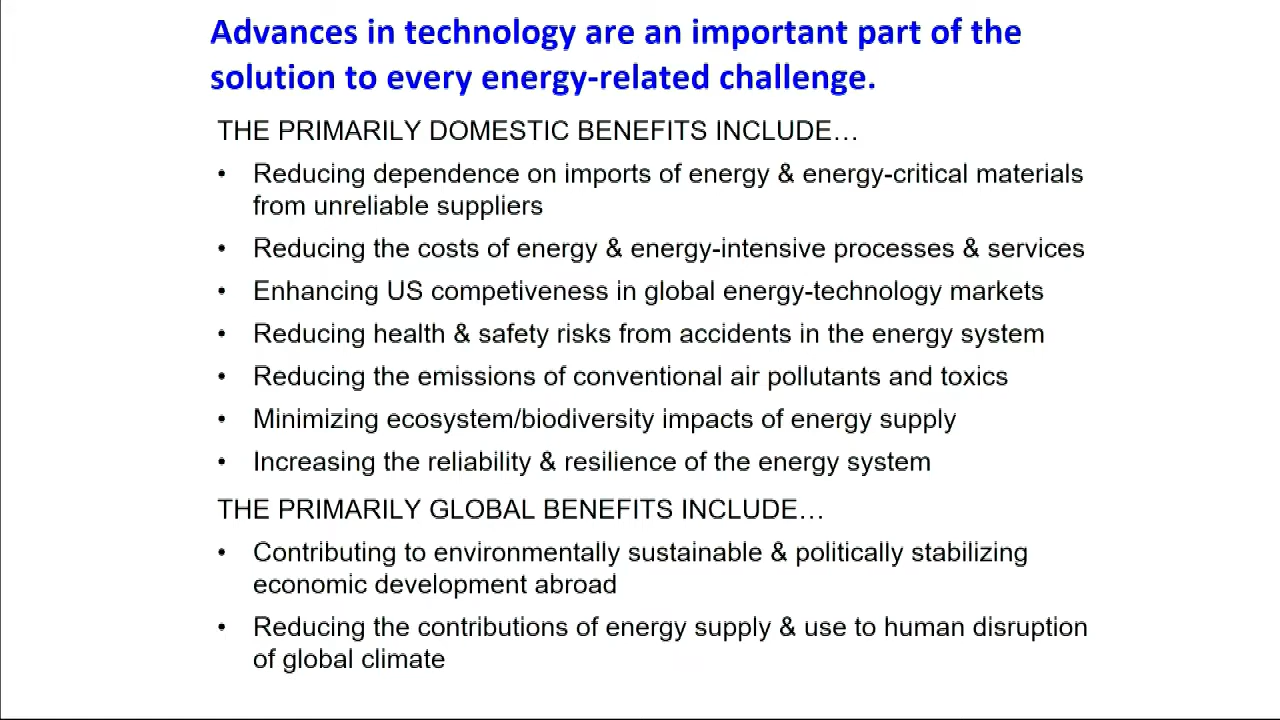 Advances in technology are an important part of the
solution to every energy-related challenge.
THE PRIMARILY DOMESTIC BENEFITS INCLUDE…
• Reducing dependence on imports of energy & energy-critical materials
from unreliable suppliers
• Reducing the costs of energy & energy-intensive processes & services
• Enhancing US competiveness in global energy-technology markets
• Reducing health & safety risks from accidents in the energy system
• Reducing the emissions of conventional air pollutants and toxics
• Minimizing ecosystem/biodiversity impacts of energy supply
• Increasing the reliability & resilience of the energy system
THE PRIMARILY GLOBAL BENEFITS INCLUDE…
• Contributing to environmentally sustainable & politically stabilizing
economic development abroad
• Reducing the contributions of energy supply & use to human disruption
of global climate